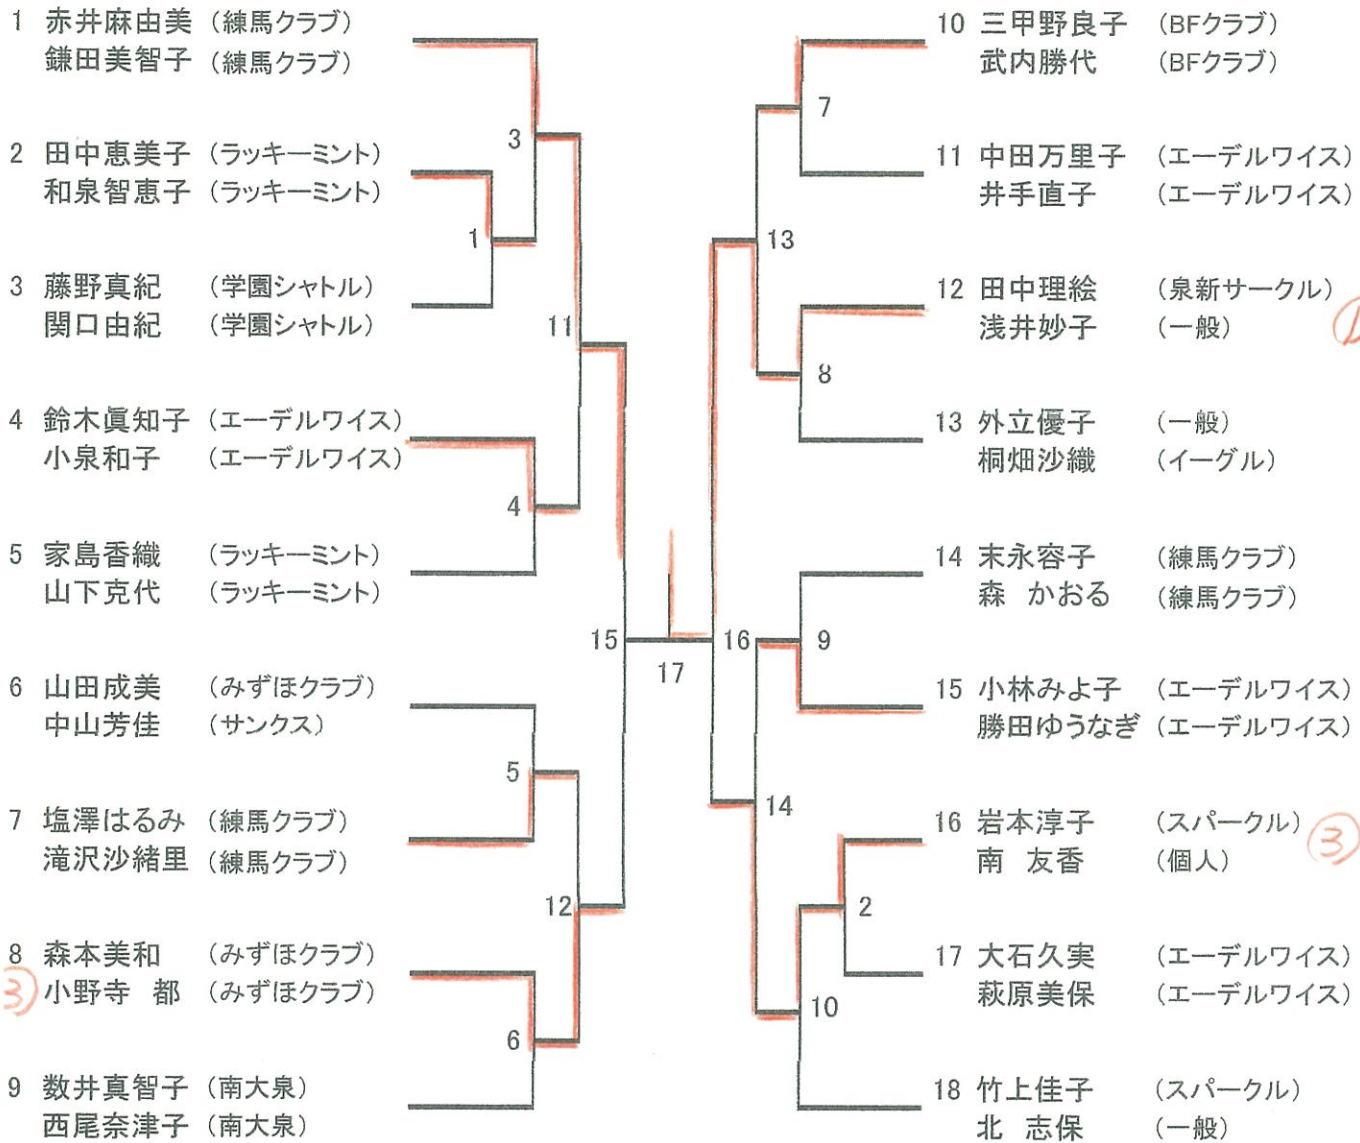 1 赤井麻由美 (練馬クラブ)
鎌田美智子 (練馬クラブ)
2 田中恵美子 (ラッキーミント)
和泉智恵子 (ラッキーミント)
3 藤野真紀 (学園シャトル)
関口由紀 (学園シャトル)
4 鈴木眞知子 (エーデルワイス)
小泉和子 (エーデルワイス)
5 家島香織 (ラッキーミント)
山下克代 (ラッキーミント)
6 山田成美 (みずほクラブ)
中山芳佳 (サンクス)
7 塩澤はるみ (練馬クラブ)
滝沢沙緒里 (練馬クラブ)
8 森本美和 (みずほクラブ)
③ 小野寺 都 (みずほクラブ)
9 数井真智子 (南大泉)
西尾奈津子 (南大泉)
3
1
11
4
15
5
12
6
17
10 三甲野良子 (BFクラブ)
武内勝代 (BFクラブ)
11 中田万里子 (エーデルワイス)
井手直子 (エーデルワイス)
12 田中理絵 (泉新サークル)
浅井妙子 (一般) ①
13 外立優子 (一般)
桐畑沙織 (イーグル)
14 末永容子 (練馬クラブ)
森 かおる (練馬クラブ)
15 小林みよ子 (エーデルワイス)
勝田ゆうなぎ (エーデルワイス)
16 岩本淳子 (スパークル)
南 友香 (個人) ③
17 大石久実 (エーデルワイス)
萩原美保 (エーデルワイス)
18 竹上佳子 (スパークル)
北 志保 (一般)
7
13
8
16
9
14
2
10